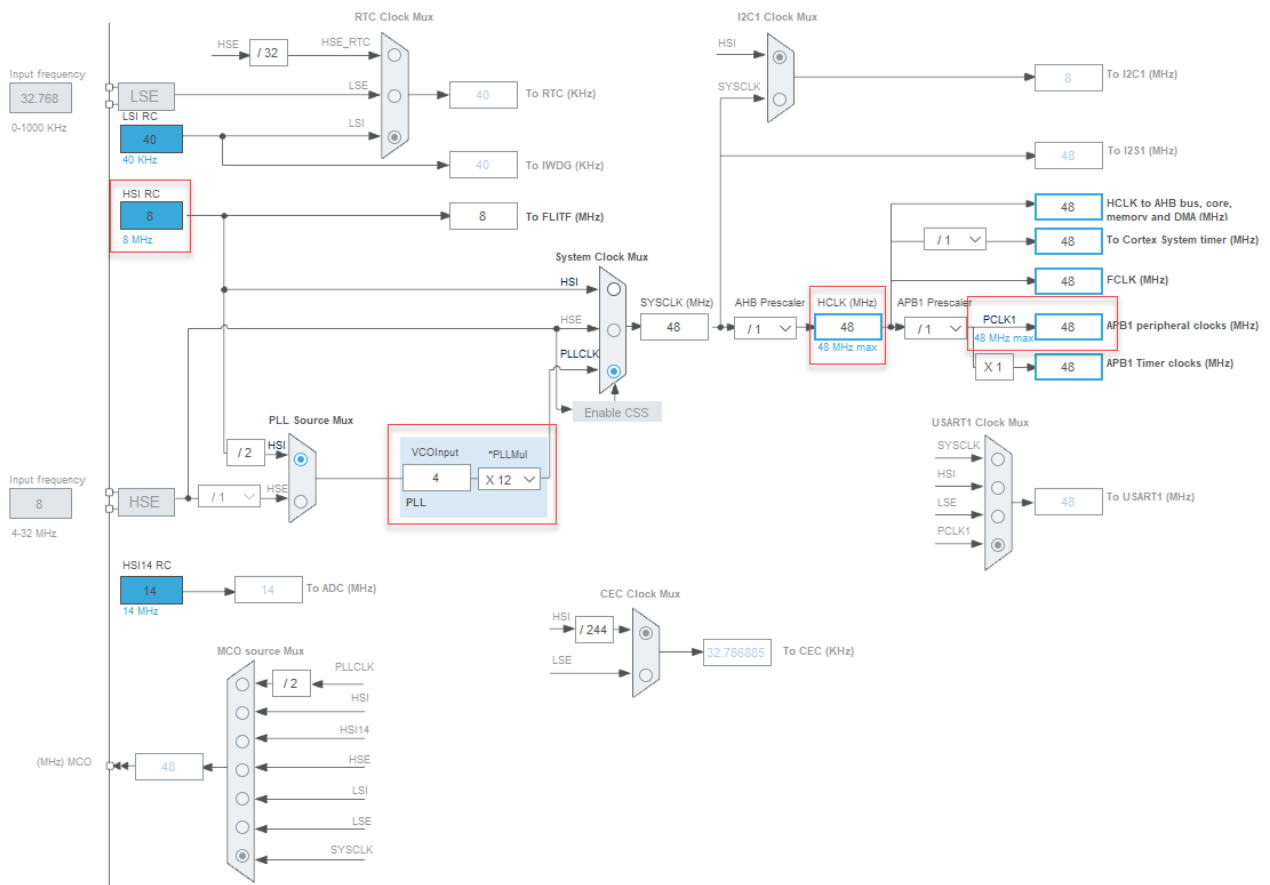 RTC Clock Mux
I2C1 Clock Mux
HSE
/ 32
HSE_RTC
HSI
Input frequency
32.768
0-1000 KHz
LSE
LSE
40
To RTC (KHz)
SYSCLK
8
To I2C1 (MHz)
LSI RC
40
40 KHz
LSI
40
To IWDG (KHz)
48
To I2S1 (MHz)
HSI RC
8
8 MHz
8
To FLITF (MHz)
48
HCLK to AHB bus, core,
memory and DMA (MHz)
/ 1
48
To Cortex System timer (MHz)
System Clock Mux
HSI
48
FCLK (MHz)
HSE
SYSCLK (MHz)
48
AHB Prescaler
/ 1
HCLK (MHz)
48
48 MHz max
APB1 Prescaler
/ 1
PCLK1
48 MHz max
48
APB1 peripheral clocks (MHz)
PLLCLK
X 1
48
APB1 Timer clocks (MHz)
Enable CSS
PLL Source Mux
/ 2
HSI
VCOInput
4
*PLLMul
X 12
PLL
USART1 Clock Mux
SYSCLK
HSI
LSE
PCLK1
48
To USART1 (MHz)
Input frequency
8
4-32 MHz
HSE
/ 1
HSE
HSI14 RC
14
14 MHz
14
To ADC (MHz)
CEC Clock Mux
HSI
/ 244
LSE
32.786885
To CEC (KHz)
MCO source Mux
PLLCLK
/ 2
HSI
HSI14
HSE
(MHz) MCO
48
LSI
LSE
SYSCLK